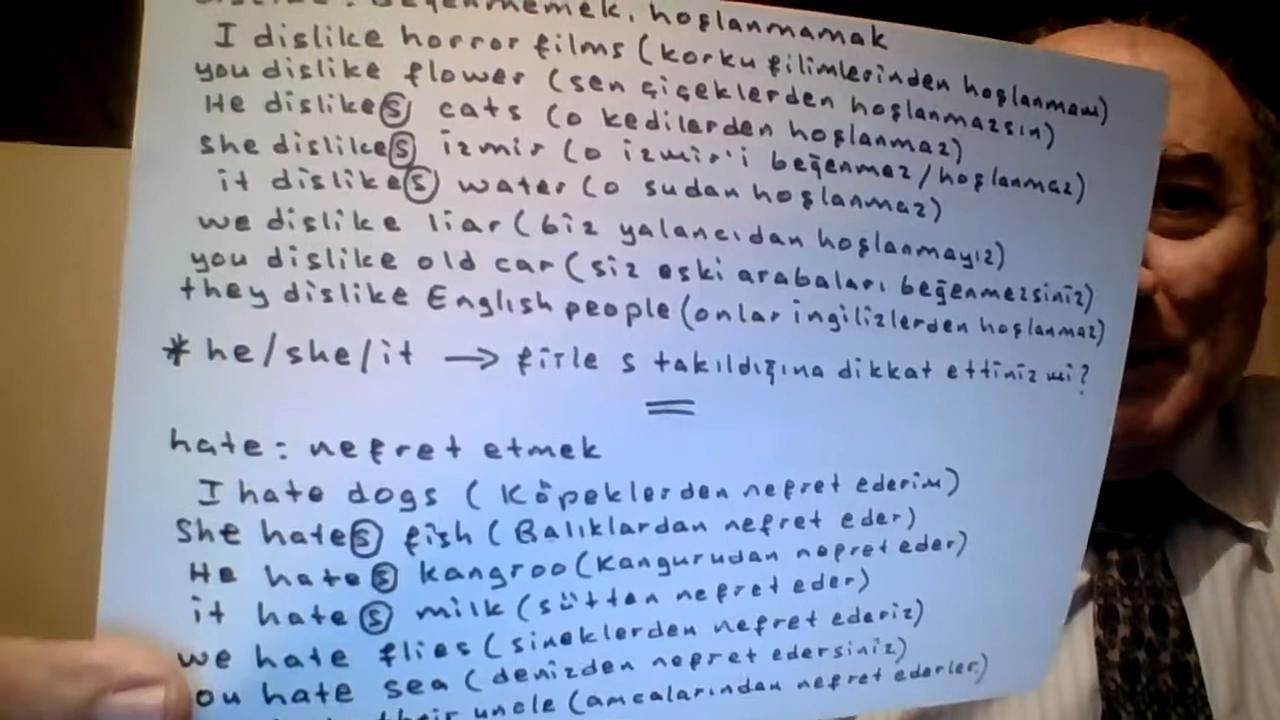 : beğenmemek, hoşlanmamak
I dislike horror films (korku filimlerinden hoşlanmam)
you dislike flower (sen çiçeklerden hoşlanmazsın)
He dislikes cats (o kedilerden hoşlanmaz)
she dislikes izmir (o izmir'i beğenmez/hoşlanmaz)
it dislikes water (o sudan hoşlanmaz)
we dislike liar (biz yalancıdan hoşlanmayız)
you dislike old car (siz eski arabaları beğenmezsiniz)
they dislike English people (onlar ingilizlerden hoşlanmaz)
* he/she/it → fiile s takıldığına dikkat ettiniz mi?
=
hate: nefret etmek
I hate dogs (Köpeklerden nefret ederim)
She hates fish (Balıklardan nefret eder)
He hates kangroo (Kangurudan nefret eder)
it hates milk (sütten nefret eder)
we hate flies (sineklerden nefret ederiz)
ou hate sea (denizden nefret edersiniz)
their uncle (amcalarından nefret ederler)